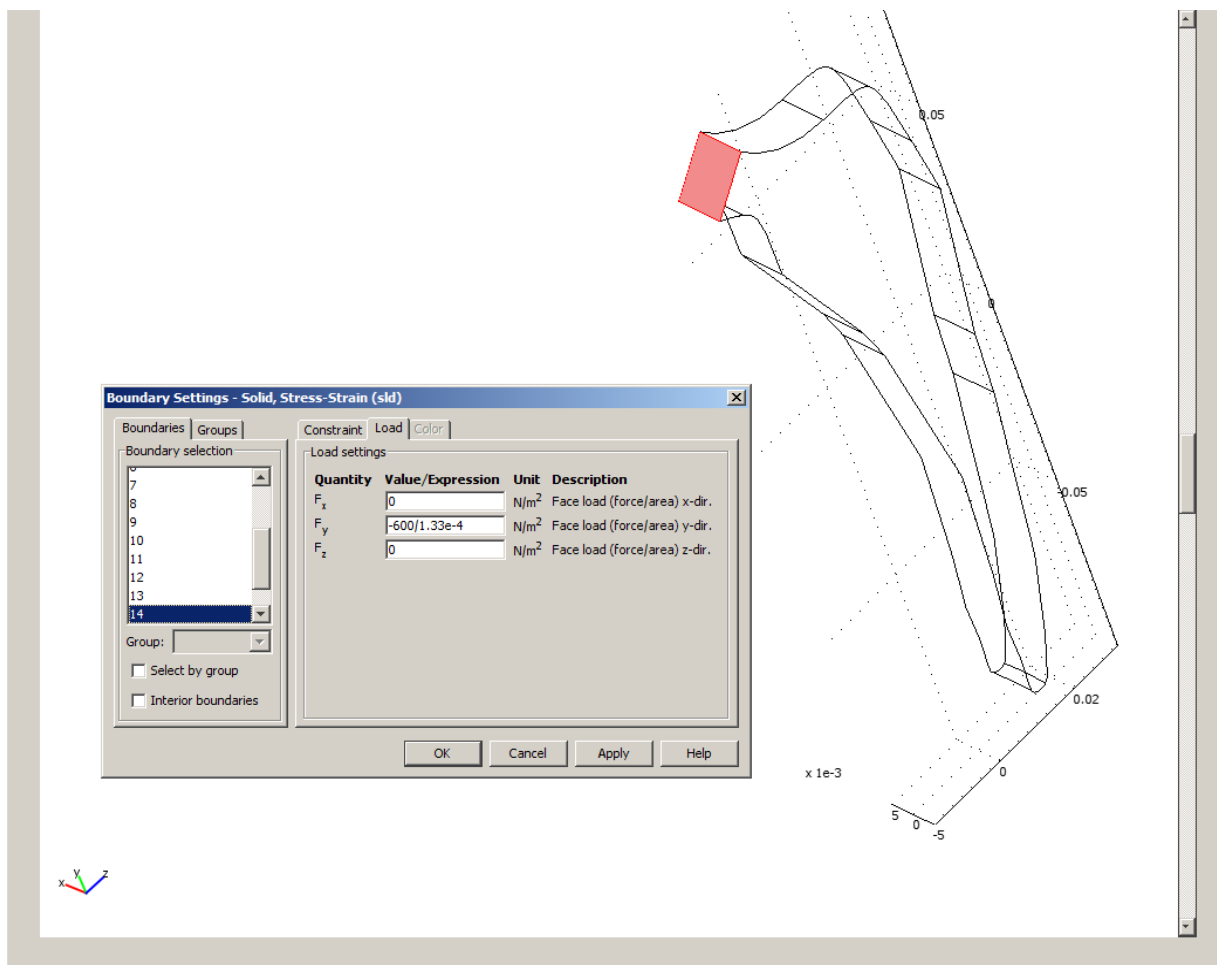 0.05
0
-0.05
0.02
0
x 1e-3
5 0 -5
x y z
Boundary Settings - Solid, Stress-Strain (sld)
Boundaries Groups
Boundary selection
7
8
9
10
11
12
13
14
Group:
Select by group
Interior boundaries
Constraint Load Color
Load settings
Quantity Value/Expression Unit Description
Fx 0 N/m2 Face load (force/area) x-dir.
Fy -600/1.33e-4 N/m2 Face load (force/area) y-dir.
Fz 0 N/m2 Face load (force/area) z-dir.
OK Cancel Apply Help